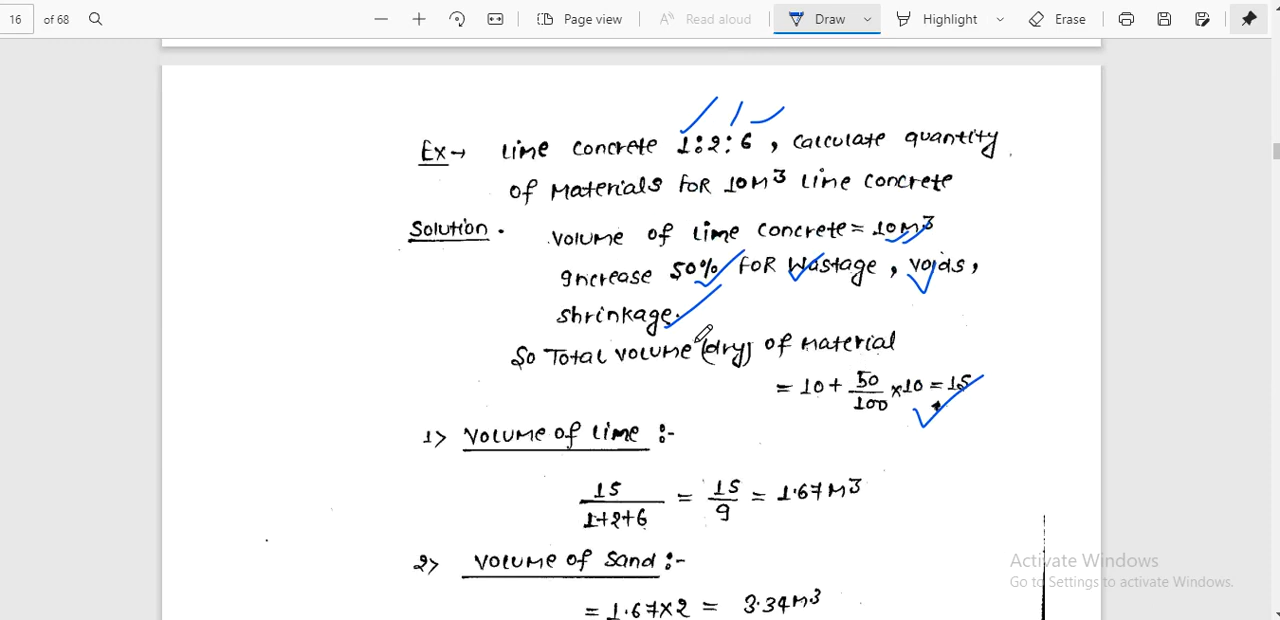 16 of 68 Page view Read aloud Draw Highlight Erase
Ex→ Lime concrete 1:2:6, calculate quantity
of Materials FOR 10M3 Lime concrete
Solution. Volume of Lime concrete = 10M3
Increase 50% FOR Wastage, voids,
shrinkage.
So Total volume (dry) of Material
= 10 + 50/100 ×10 = 15
1> Volume of Lime :-
15/1+2+6 = 15/9 = 1.67M3
2> Volume of Sand :-
= 1.67×2 = 3.34M3
Activate Windows
Go to Settings to activate Windows.